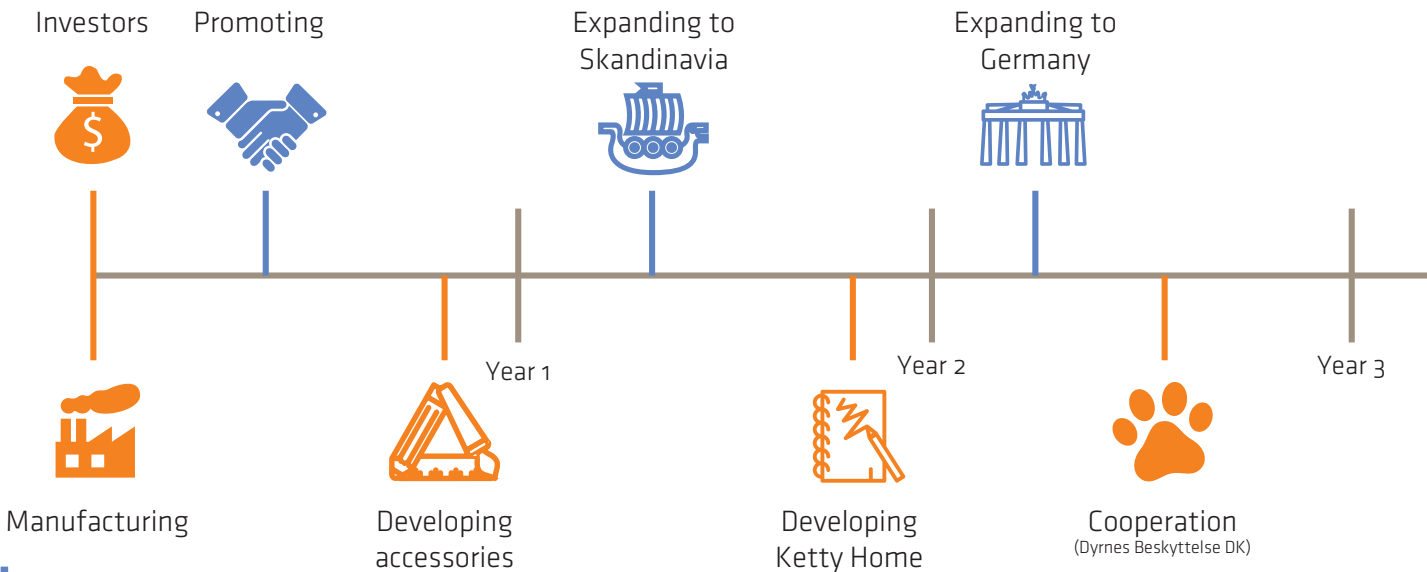 Investors
Promoting
Expanding to
Skandinavia
Expanding to
Germany
$
Year 1
Year 2
Year 3
Manufacturing
Developing
accessories
Developing
Ketty Home
Cooperation
(Dyrnes Beskyttelse DK)